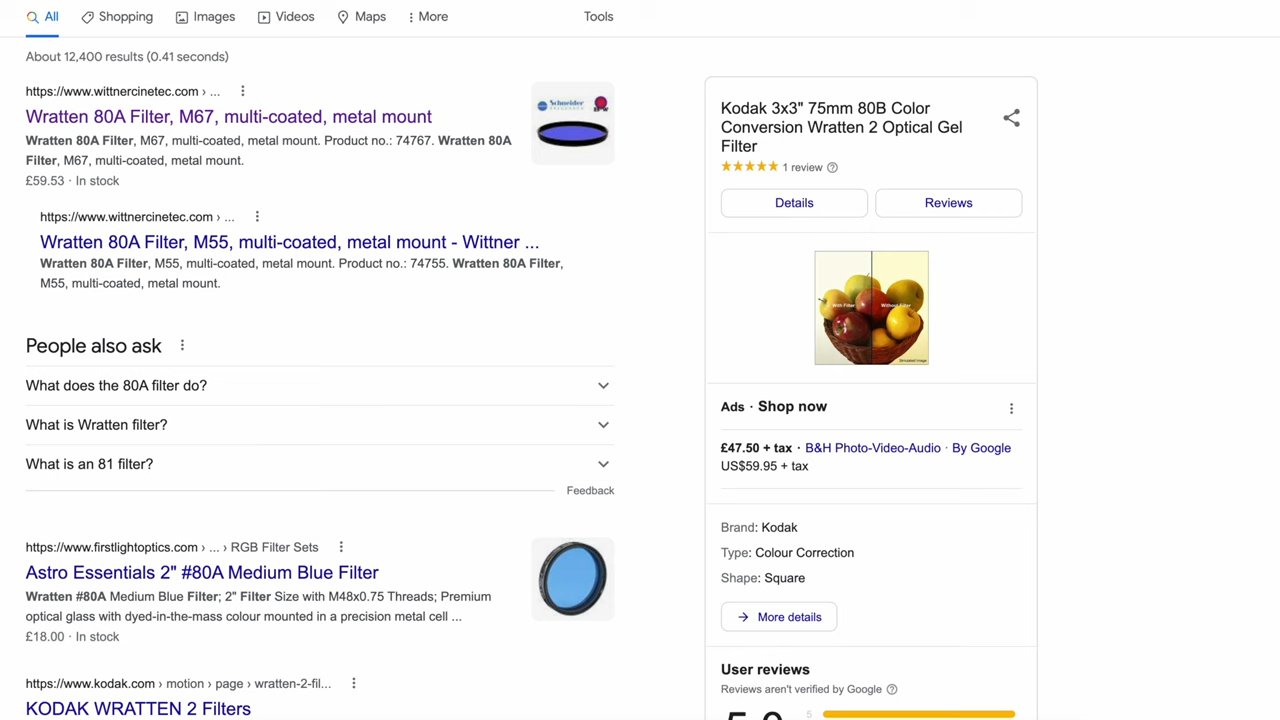 All
Shopping
Images
Videos
Maps
More
Tools
About 12,400 results (0.41 seconds)
https://www.wittnercinetec.com › ...
Wratten 80A Filter, M67, multi-coated, metal mount
Wratten 80A Filter, M67, multi-coated, metal mount. Product no.: 74767. Wratten 80A
Filter, M67, multi-coated, metal mount.
£59.53 · In stock
Schneider
https://www.wittnercinetec.com › ...
Wratten 80A Filter, M55, multi-coated, metal mount - Wittner ...
Wratten 80A Filter, M55, multi-coated, metal mount. Product no.: 74755. Wratten 80A Filter,
M55, multi-coated, metal mount.
People also ask
What does the 80A filter do?
What is Wratten filter?
What is an 81 filter?
Feedback
https://www.firstlightoptics.com › ... › RGB Filter Sets
Astro Essentials 2" #80A Medium Blue Filter
Wratten #80A Medium Blue Filter; 2" Filter Size with M48x0.75 Threads; Premium
optical glass with dyed-in-the-mass colour mounted in a precision metal cell ...
£18.00 · In stock
https://www.kodak.com › motion › page › wratten-2-fil...
KODAK WRATTEN 2 Filters
Kodak 3x3" 75mm 80B Color
Conversion Wratten 2 Optical Gel
Filter
1 review
Details
Reviews
With Filter
Without Filter
Simulated Image
Ads · Shop now
£47.50 + tax · B&H Photo-Video-Audio · By Google
US$59.95 + tax
Brand: Kodak
Type: Colour Correction
Shape: Square
More details
User reviews
Reviews aren't verified by Google
5.0
5